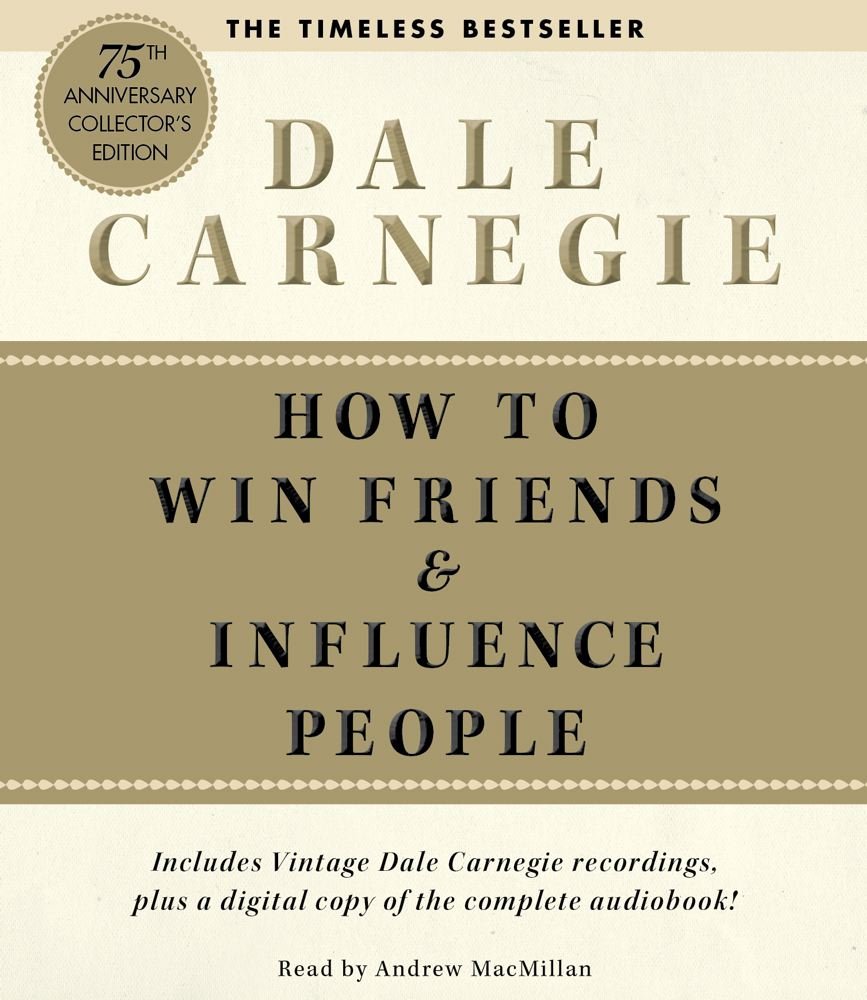 THE TIMELESS BESTSELLER
75TH
ANNIVERSARY
COLLECTOR'S
EDITION
DALE
CARNEGIE
HOW TO
WIN FRIENDS
&
INFLUENCE
PEOPLE
Includes Vintage Dale Carnegie recordings,
plus a digital copy of the complete audiobook!
Read by Andrew MacMillan